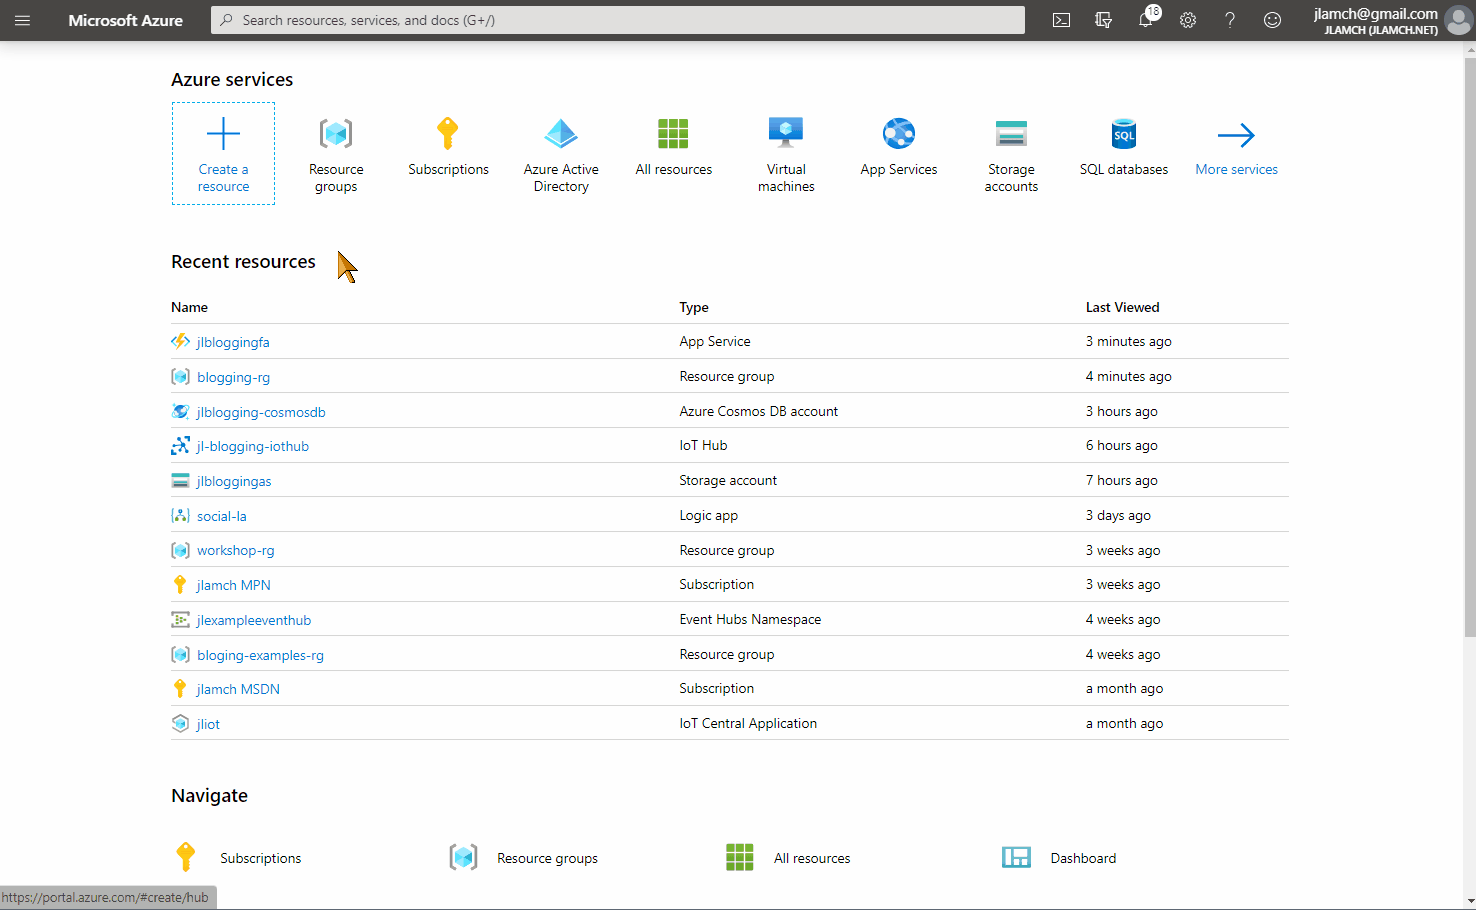 Microsoft Azure
Search resources, services, and docs (G+/)
18
jlamch@gmail.com
JLAMCH (JLAMCH.NET)
Azure services
Create a
resource
Resource
groups
Subscriptions
Azure Active
Directory
All resources
Virtual
machines
App Services
Storage
accounts
SQL
SQL databases
More services
Recent resources
Name Type Last Viewed
jlbloggingfa App Service 3 minutes ago
blogging-rg Resource group 4 minutes ago
jlblogging-cosmosdb Azure Cosmos DB account 3 hours ago
jl-blogging-iothub IoT Hub 6 hours ago
jlbloggingas Storage account 7 hours ago
social-la Logic app 3 days ago
workshop-rg Resource group 3 weeks ago
jlamch MPN Subscription 3 weeks ago
jlexampleeventhub Event Hubs Namespace 4 weeks ago
bloging-examples-rg Resource group 4 weeks ago
jlamch MSDN Subscription a month ago
jliot IoT Central Application a month ago
Navigate
Subscriptions Resource groups All resources Dashboard
https://portal.azure.com/#create/hub